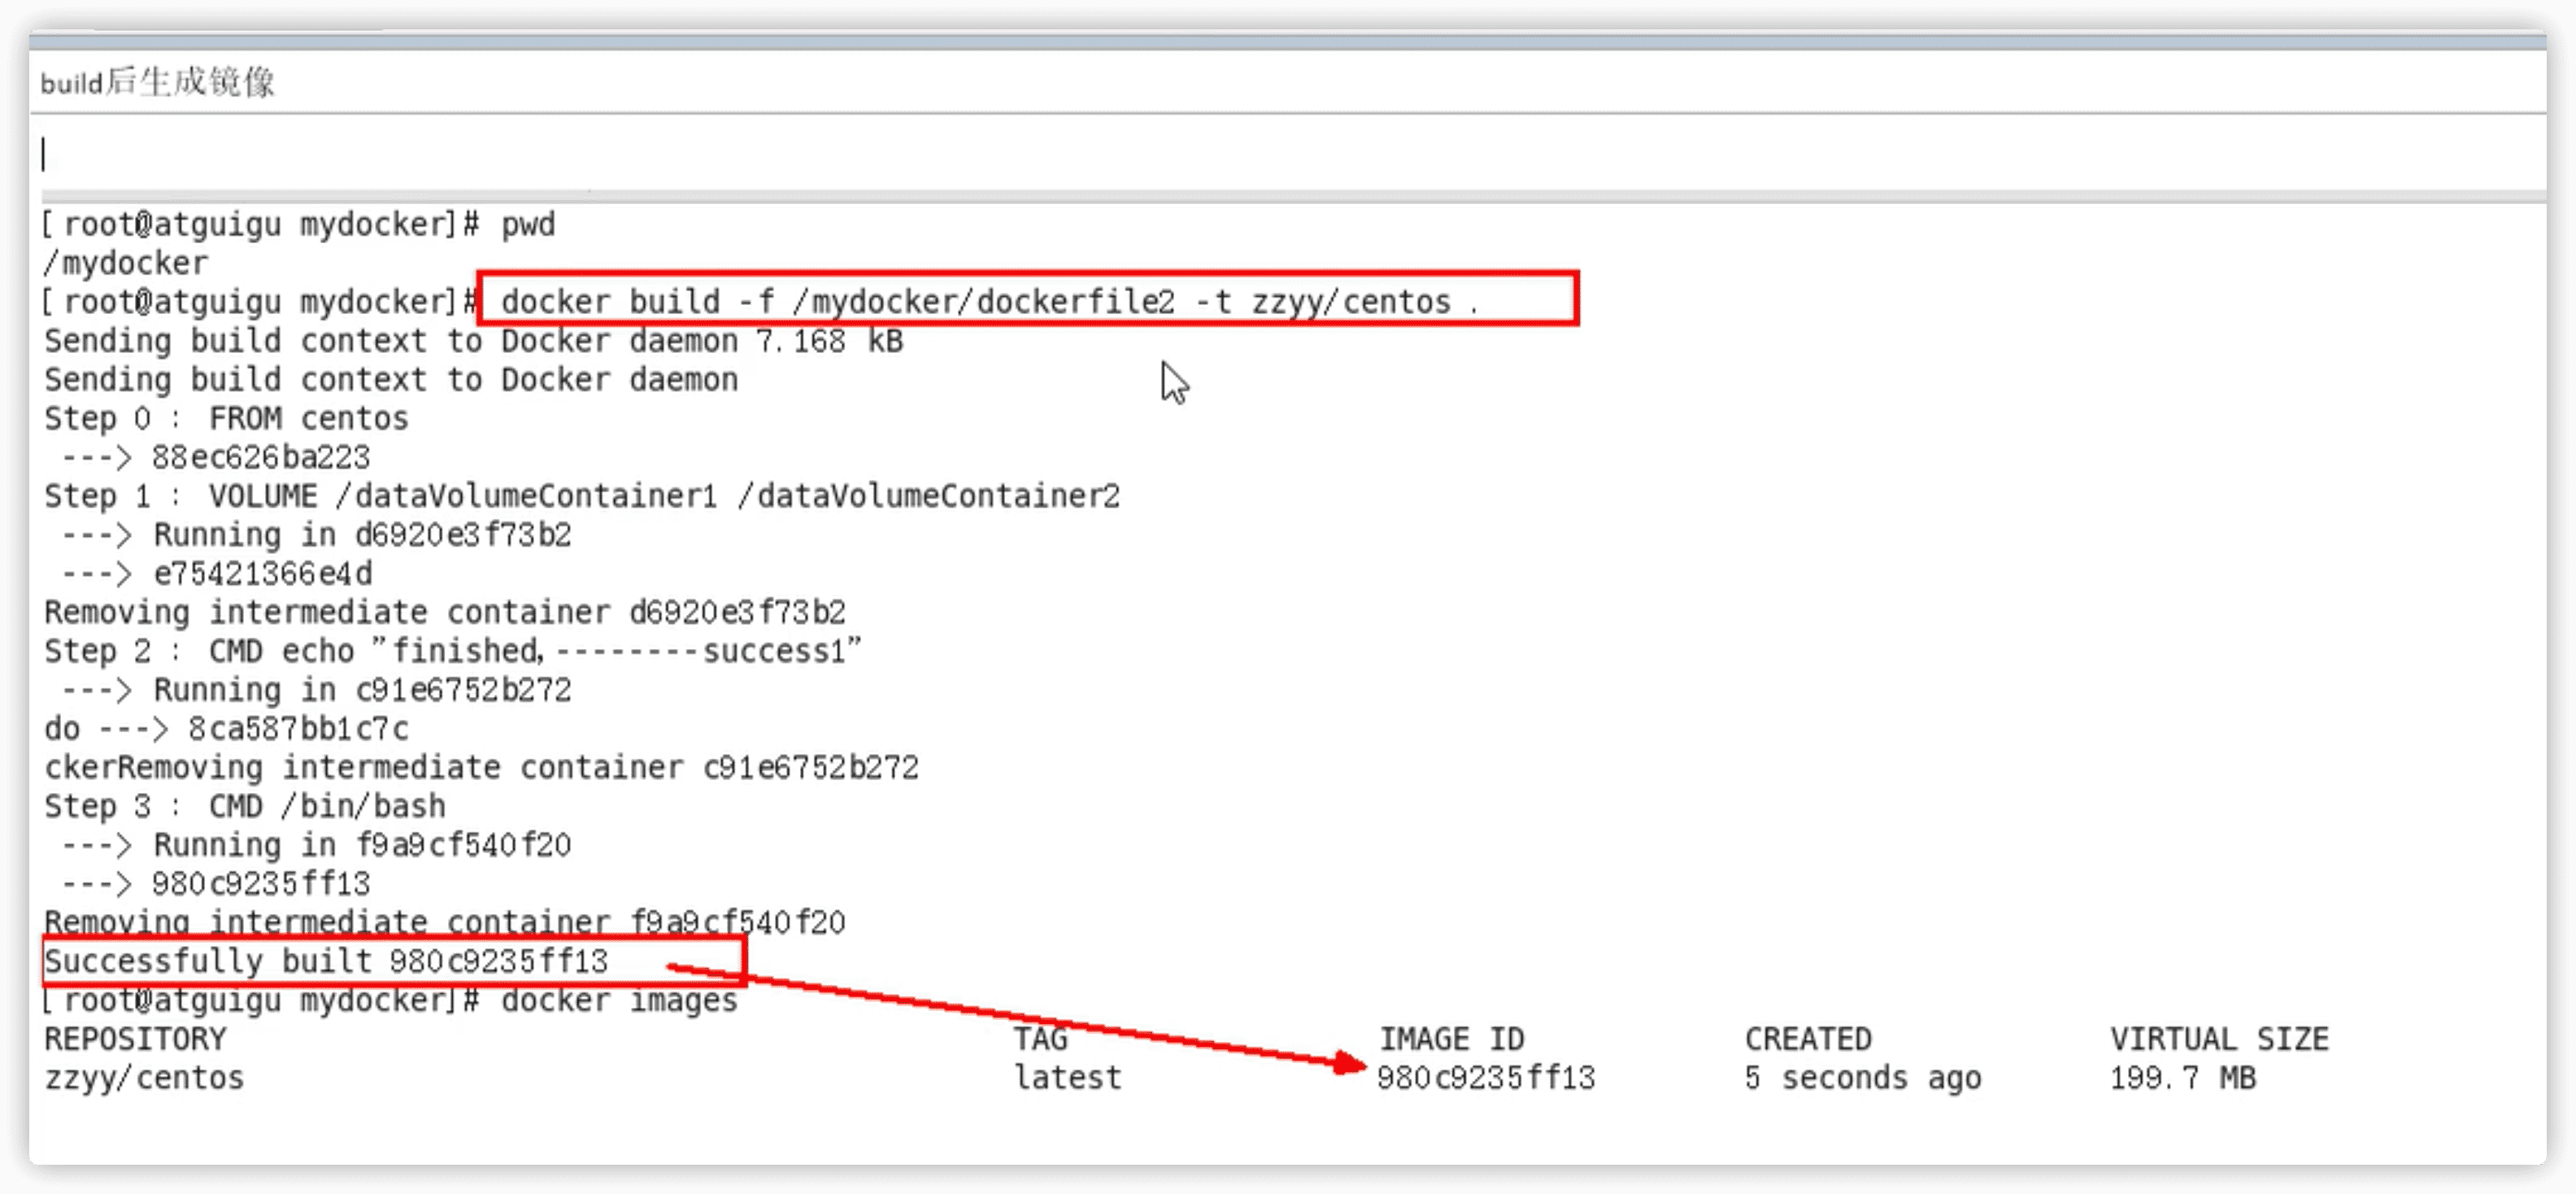 build后生成镜像
[root@atguigu mydocker]# pwd
/mydocker
[root@atguigu mydocker]# docker build -f /mydocker/dockerfile2 -t zzyy/centos .
Sending build context to Docker daemon 7.168 kB
Sending build context to Docker daemon
Step 0 : FROM centos
 ---> 88ec626ba223
Step 1 : VOLUME /dataVolumeContainer1 /dataVolumeContainer2
 ---> Running in d6920e3f73b2
 ---> e75421366e4d
Removing intermediate container d6920e3f73b2
Step 2 : CMD echo "finished,--------success1"
 ---> Running in c91e6752b272
do ---> 8ca587bb1c7c
ckerRemoving intermediate container c91e6752b272
Step 3 : CMD /bin/bash
 ---> Running in f9a9cf540f20
 ---> 980c9235ff13
Removing intermediate container f9a9cf540f20
Successfully built 980c9235ff13
[root@atguigu mydocker]# docker images
REPOSITORY TAG IMAGE ID CREATED VIRTUAL SIZE
zzyy/centos latest 980c9235ff13 5 seconds ago 199.7 MB